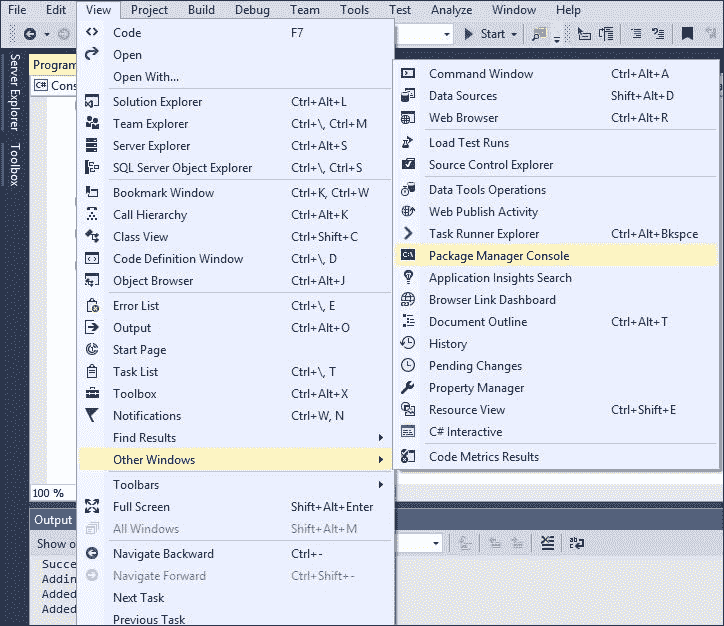 File Edit View Project Build Debug Team Tools Test Analyze Window Help
Start
Server Explorer
Toolbox
Program
C# Cons
Code F7
Open
Open With...
Solution Explorer Ctrl+Alt+L
Team Explorer Ctrl+\, Ctrl+M
Server Explorer Ctrl+Alt+S
SQL Server Object Explorer Ctrl+\, Ctrl+S
Bookmark Window Ctrl+K, Ctrl+W
Call Hierarchy Ctrl+Alt+K
Class View Ctrl+Shift+C
Code Definition Window Ctrl+\, D
Object Browser Ctrl+Alt+J
Error List Ctrl+\, E
Output Ctrl+Alt+O
Start Page
Task List Ctrl+\, T
Toolbox Ctrl+Alt+X
Notifications Ctrl+W, N
Find Results
Other Windows
Toolbars
Full Screen Shift+Alt+Enter
All Windows Shift+Alt+M
Navigate Backward Ctrl+-
Navigate Forward Ctrl+Shift+-
Next Task
Previous Task
Command Window Ctrl+Alt+A
Data Sources Shift+Alt+D
Web Browser Ctrl+Alt+R
Load Test Runs
Source Control Explorer
Data Tools Operations
Web Publish Activity
Task Runner Explorer Ctrl+Alt+Bkspce
C:\ Package Manager Console
Application Insights Search
Browser Link Dashboard
Document Outline Ctrl+Alt+T
History
Pending Changes
Property Manager
Resource View Ctrl+Shift+E
C# Interactive
Code Metrics Results
100 %
Output
Show o
Succe
Addin
Added
Added